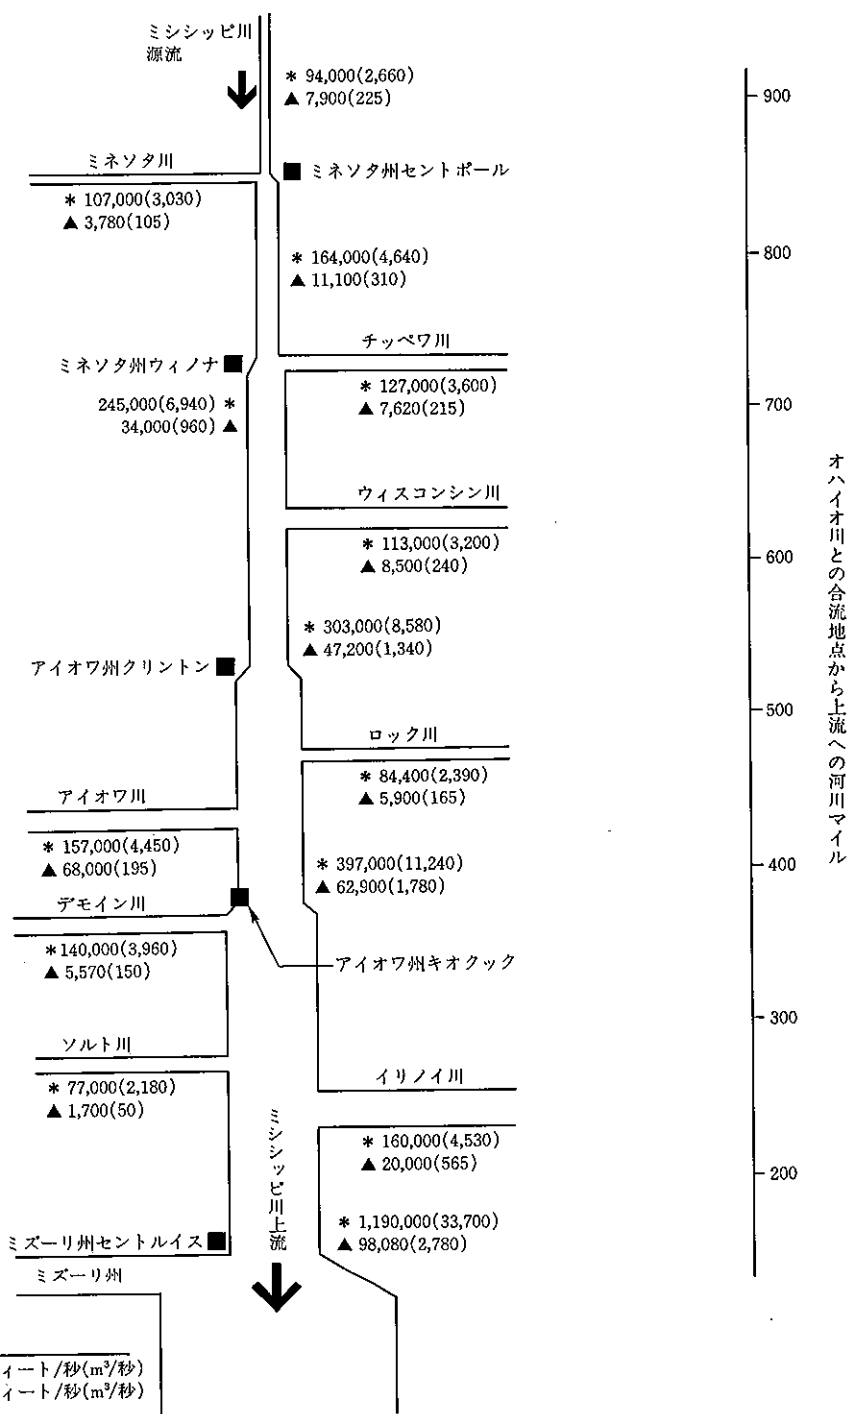 ミシシッピ川
源流
* 94,000(2,660)
▲ 7,900(225)
900
ミネソタ川
■ ミネソタ州セントポール
* 107,000(3,030)
▲ 3,780(105)
* 164,000(4,640)
▲ 11,100(310)
800
チッペワ川
ミネソタ州ウィノナ ■
* 127,000(3,600)
▲ 7,620(215)
245,000(6,940) *
34,000(960) ▲
700
ウィスコンシン川
* 113,000(3,200)
▲ 8,500(240)
600
* 303,000(8,580)
▲ 47,200(1,340)
アイオワ州クリントン ■
500
ロック川
* 84,400(2,390)
▲ 5,900(165)
アイオワ川
* 157,000(4,450)
▲ 68,000(195)
* 397,000(11,240)
▲ 62,900(1,780)
400
デモイン川
*140,000(3,960)
▲ 5,570(150)
アイオワ州キオクック
300
ソルト川
* 77,000(2,180)
▲ 1,700(50)
イリノイ川
* 160,000(4,530)
▲ 20,000(565)
200
ミシシッピ川上流
* 1,190,000(33,700)
▲ 98,080(2,780)
ミズーリ州セントルイス ■
ミズーリ州
ィート/秒(m³/秒)
ィート/秒(m³/秒)
オハイオ川との合流地点から上流への河川マイル